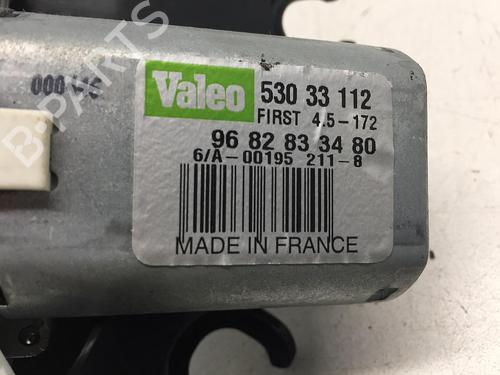 Valeo 530 33 112
FIRST 4.5-172
96 82 83 34 80
6/A-00195 211-8
MADE IN FRANCE
B-PARTS